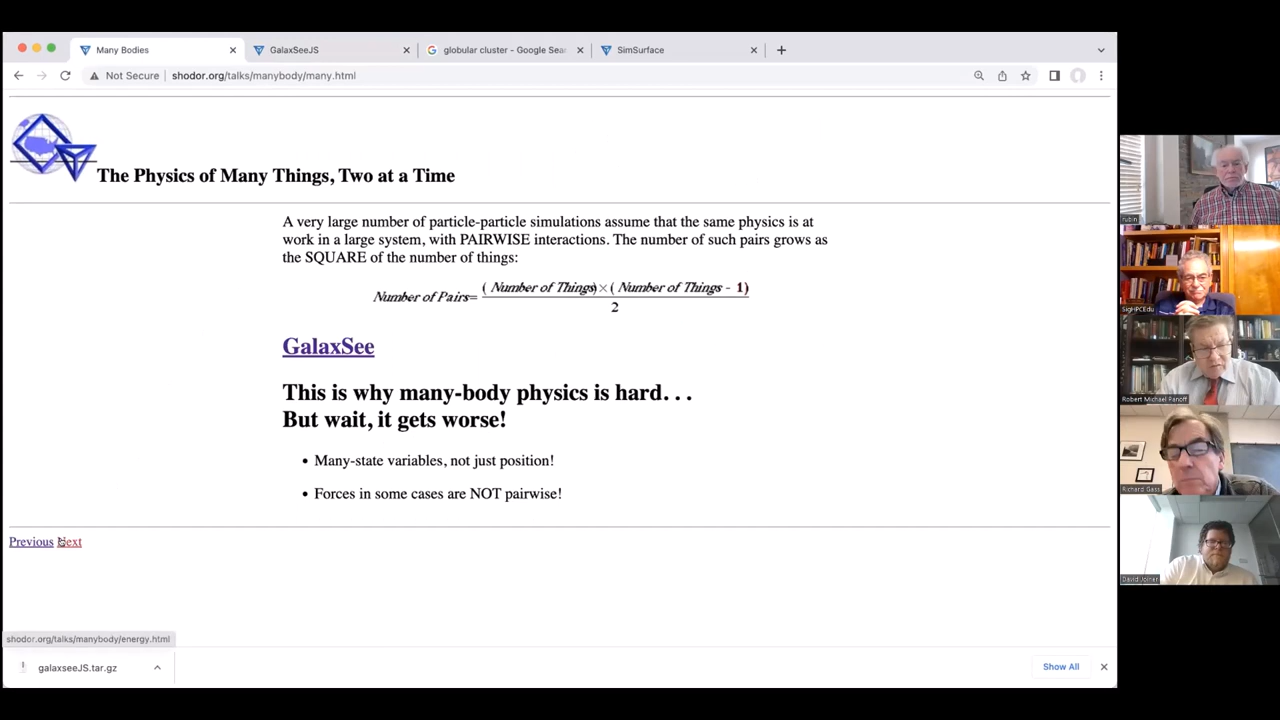 Many Bodies
GalaxSeeJS
globular cluster - Google Sea
SimSurface
Not Secure
shodor.org/talks/manybody/many.html
The Physics of Many Things, Two at a Time
A very large number of particle-particle simulations assume that the same physics is at
work in a large system, with PAIRWISE interactions. The number of such pairs grows as
the SQUARE of the number of things:
Number of Pairs= ( Number of Things)×( Number of Things - 1)
2
GalaxSee
This is why many-body physics is hard. . .
But wait, it gets worse!
• Many-state variables, not just position!
• Forces in some cases are NOT pairwise!
Previous Next
shodor.org/talks/manybody/energy.html
galaxseeJS.tar.gz
Show All
rubin
SigHPCEdu
Robert Michael Panoff
Richard Gass
David Joiner